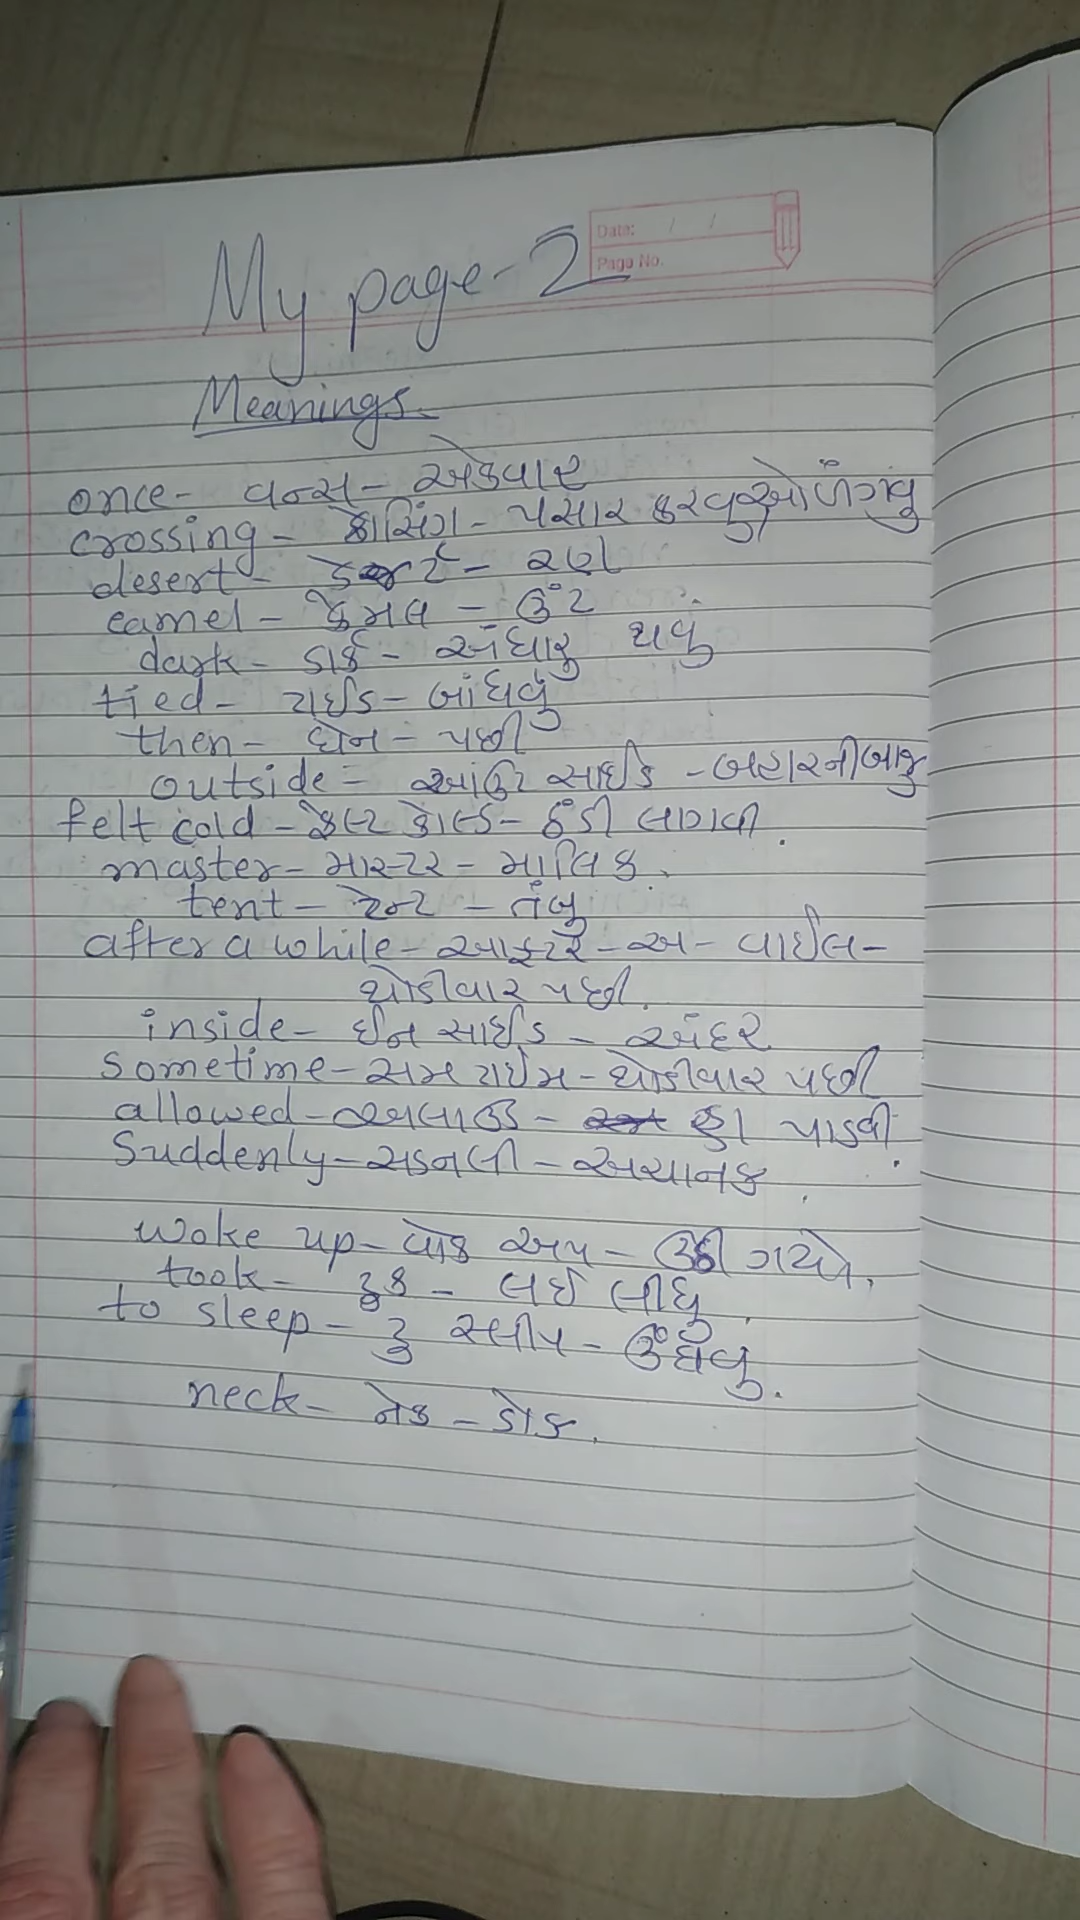 Date: / /
Page No.
My page-2
Meanings.
once- વન્સ- એકવાર
crossing- ક્રોસિંગ- પસાર કરવુ ઓળંગવુ
desert- ડેઝર્ટ- રણ
camel- કેમલ - ઉંટ
dark- ડાર્ક- અંધારુ થવું
tied- ટાઈડ- બાંધવું
then- ધેન- પછી
outside- આઉટ સાઈડ -બહારની બાજુ
felt cold- ફેલ્ટ કોલ્ડ- ઠંડી લાગવી.
master- માસ્ટર - માલિક.
tent- ટેન્ટ - તંબુ
after a while- આફ્ટર- અ- વાઈલ-
થોડીવાર પછી.
inside- ઈન સાઈડ - અંદર.
sometime- સમ ટાઈમ- થોડીવાર પછી
allowed- અલાઉડ- હા પાડવી.
Suddenly- સડનલી- અચાનક.
woke up- વોક અપ- ઉઠી ગયો.
took- ટુક - લઈ લીધુ.
to sleep- ટુ સ્લીપ- ઉંઘવુ.
neck- નેક - ડોક.